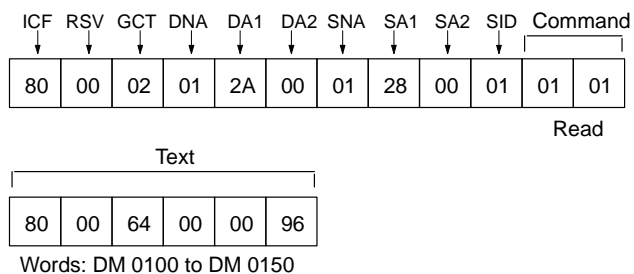 ICF RSV GCT DNA DA1 DA2 SNA SA1 SA2 SID Command
80 00 02 01 2A 00 01 28 00 01 01 01
Read
Text
80 00 64 00 00 96
Words: DM 0100 to DM 0150